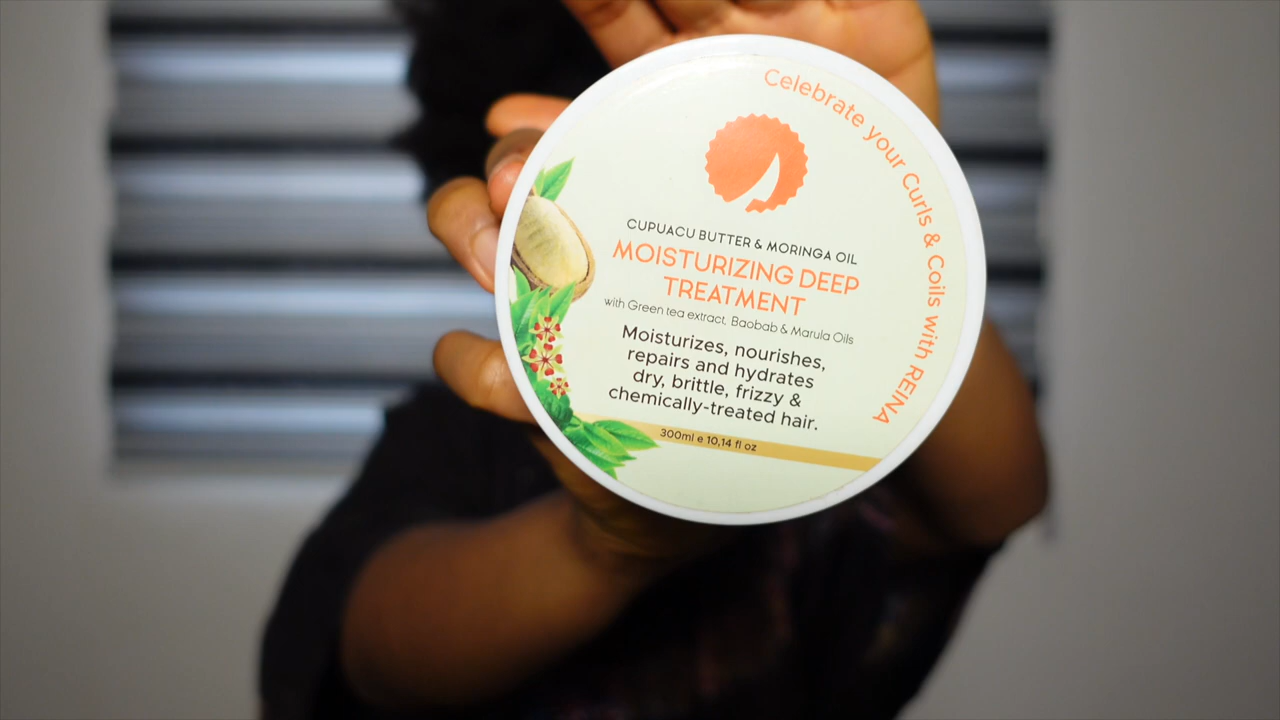 Celebrate your Curls & Coils with REINA
CUPUACU BUTTER & MORINGA OIL
MOISTURIZING DEEP
TREATMENT
with Green tea extract, Baobab & Marula Oils
Moisturizes, nourishes,
repairs and hydrates
dry, brittle, frizzy &
chemically-treated hair.
300ml e 10,14 fl oz